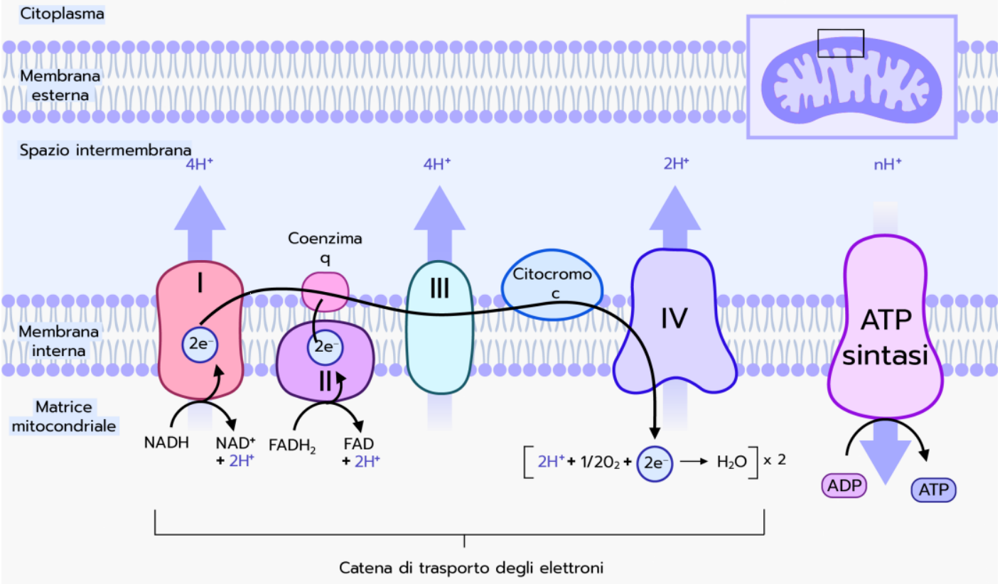 Citoplasma
Membrana
esterna
Spazio intermembrana
4H⁺
4H⁺
2H⁺
nH⁺
Coenzima
q
I
III
Citocromo
c
IV
ATP
sintasi
Membrana
interna
2e⁻
2e⁻
II
Matrice
mitocondriale
NADH
NAD⁺
+ 2H⁺
FADH₂
FAD
+ 2H⁺
[2H⁺ + 1/2O₂ + 2e⁻ → H₂O] x 2
ADP
ATP
Catena di trasporto degli elettroni